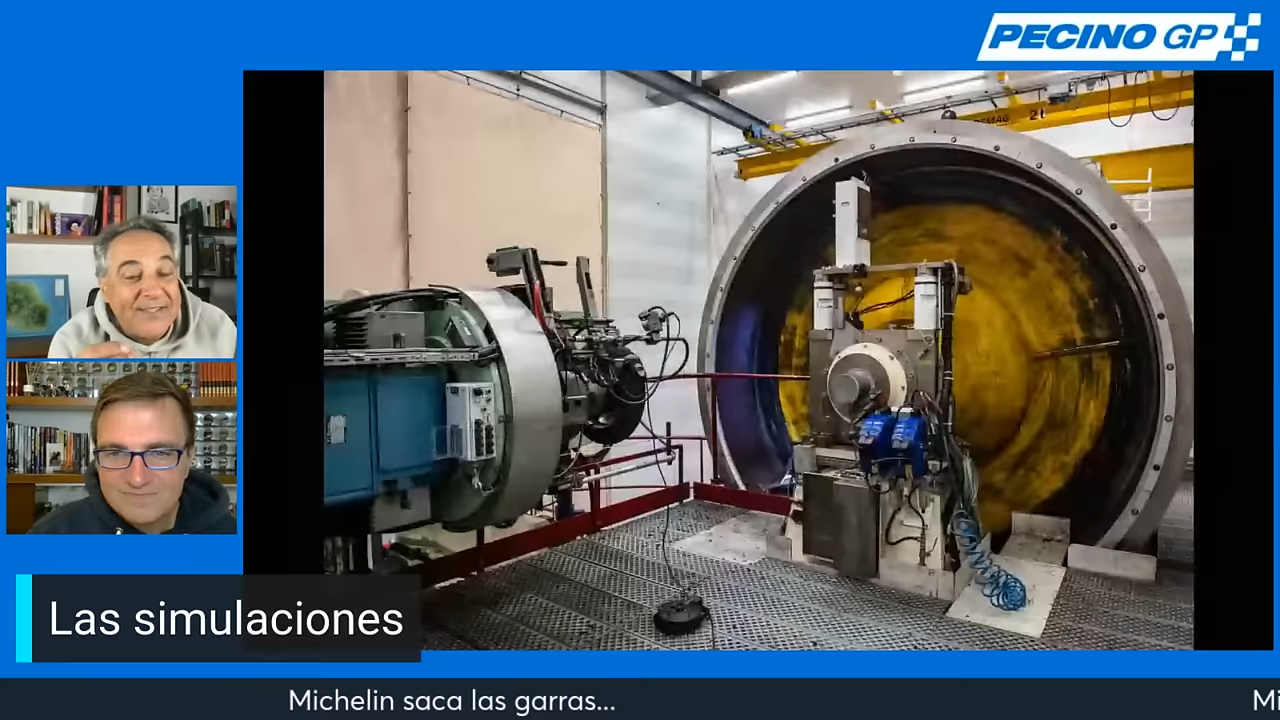 PECINO GP
2t
Las simulaciones
Michelin saca las garras...
Mi